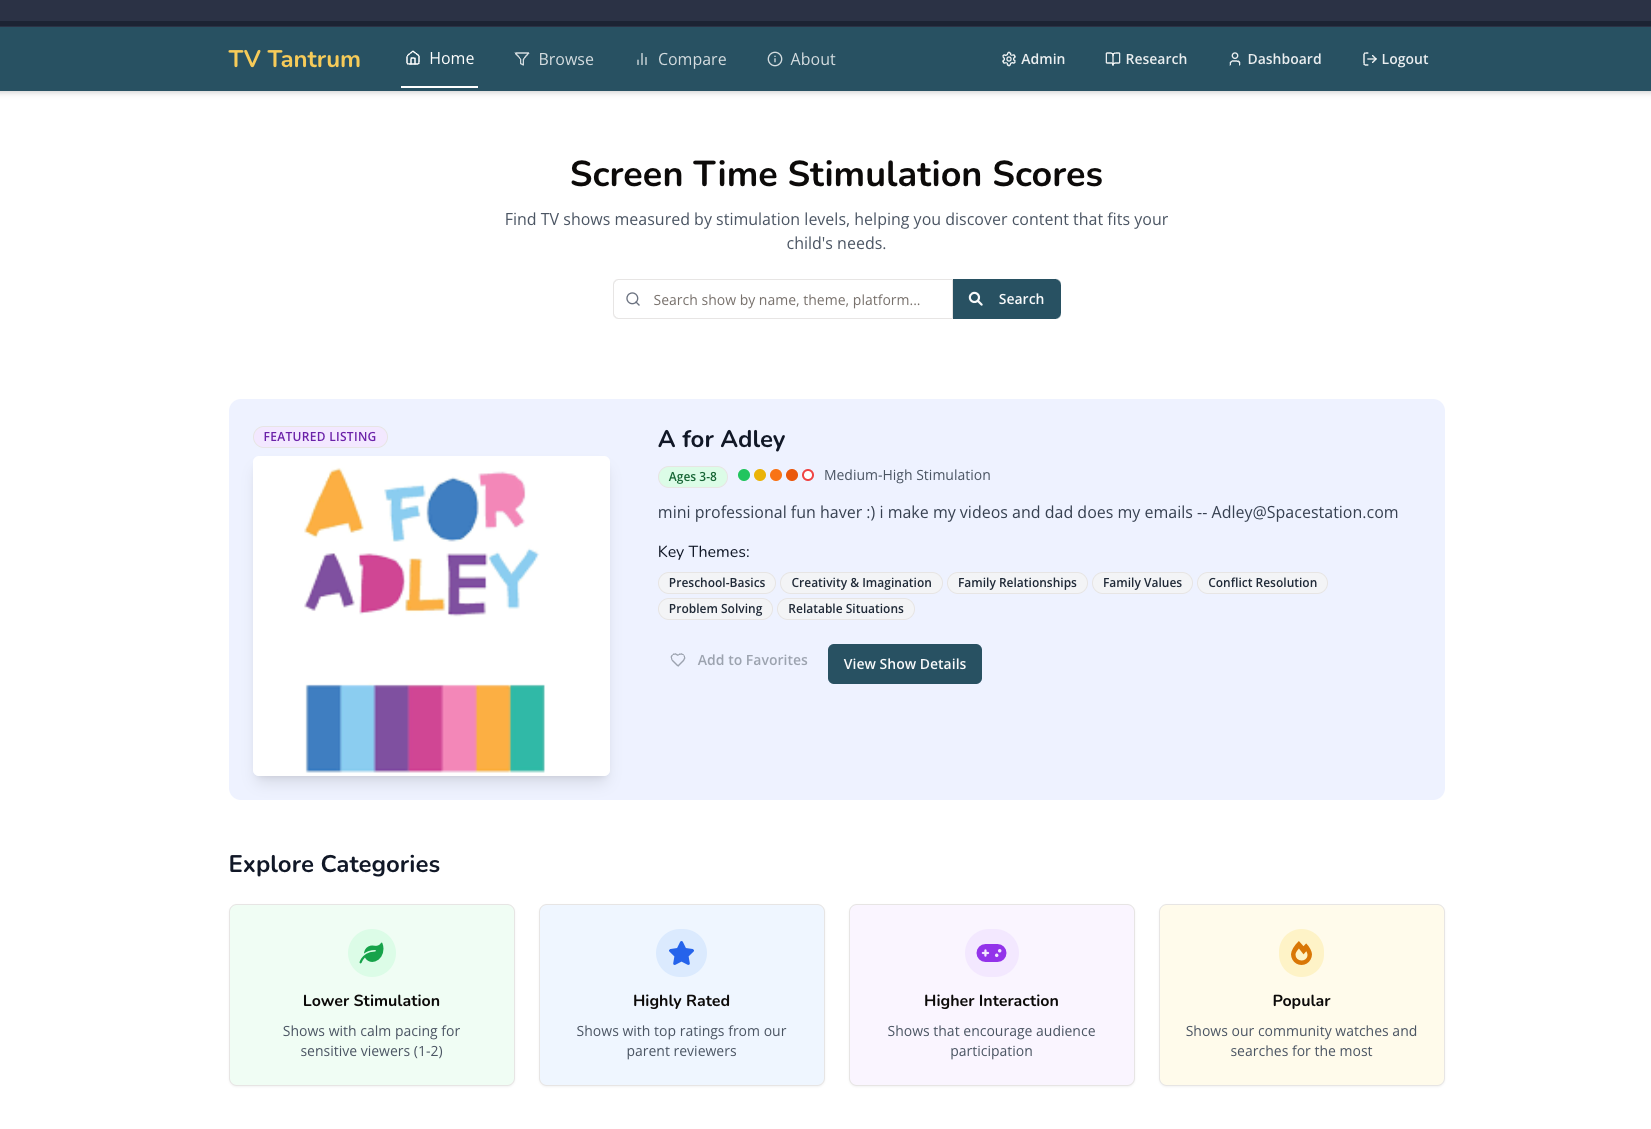 TV Tantrum
Home
Browse
Compare
About
Admin
Research
Dashboard
Logout
Screen Time Stimulation Scores
Find TV shows measured by stimulation levels, helping you discover content that fits your
child's needs.
Search show by name, theme, platform...
Search
FEATURED LISTING
A FOR
ADLEY
A for Adley
Ages 3-8
Medium-High Stimulation
mini professional fun haver :) i make my videos and dad does my emails -- Adley@Spacestation.com
Key Themes:
Preschool-Basics
Creativity & Imagination
Family Relationships
Family Values
Conflict Resolution
Problem Solving
Relatable Situations
Add to Favorites
View Show Details
Explore Categories
Lower Stimulation
Shows with calm pacing for
sensitive viewers (1-2)
Highly Rated
Shows with top ratings from our
parent reviewers
Higher Interaction
Shows that encourage audience
participation
Popular
Shows our community watches and
searches for the most